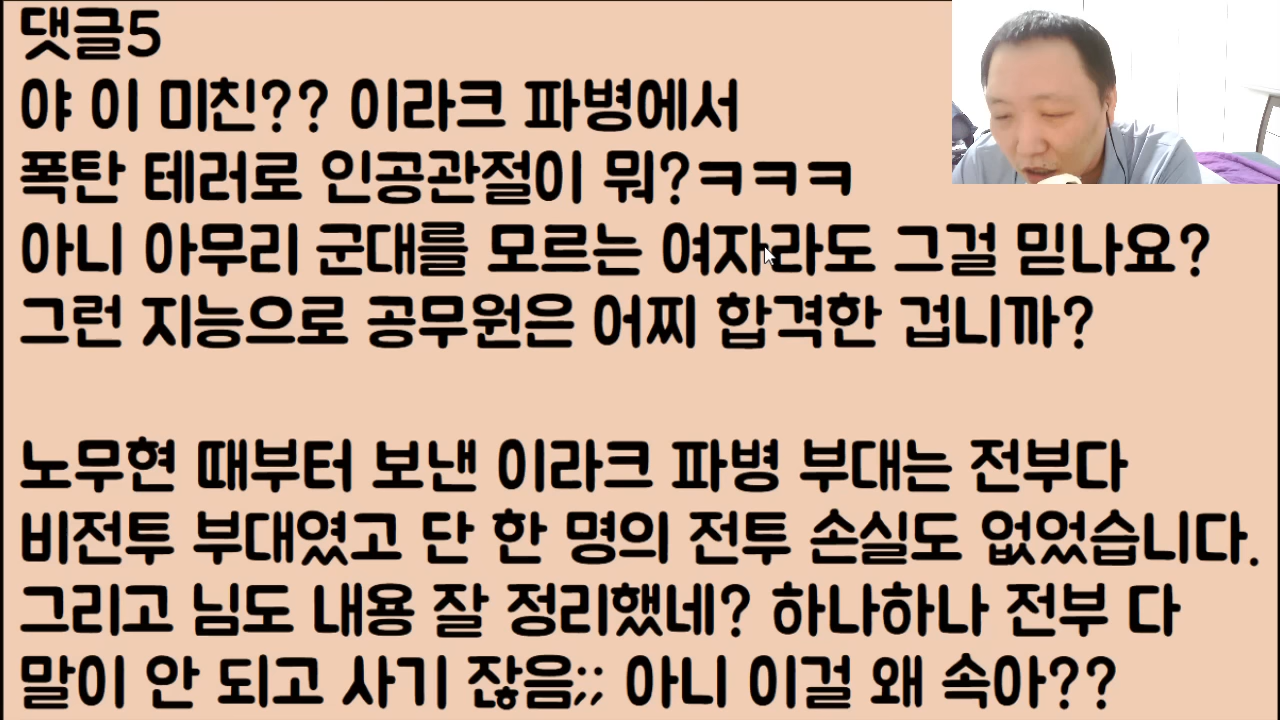 댓글5
야 이 미친?? 이라크 파병에서
폭탄 테러로 인공관절이 뭐?ㅋㅋㅋ
아니 아무리 군대를 모르는 여자라도 그걸 믿나요?
그런 지능으로 공무원은 어찌 합격한 겁니까?
노무현 때부터 보낸 이라크 파병 부대는 전부다
비전투 부대였고 단 한 명의 전투 손실도 없었습니다.
그리고 님도 내용 잘 정리했네? 하나하나 전부 다
말이 안 되고 사기 잖음;; 아니 이걸 왜 속아??